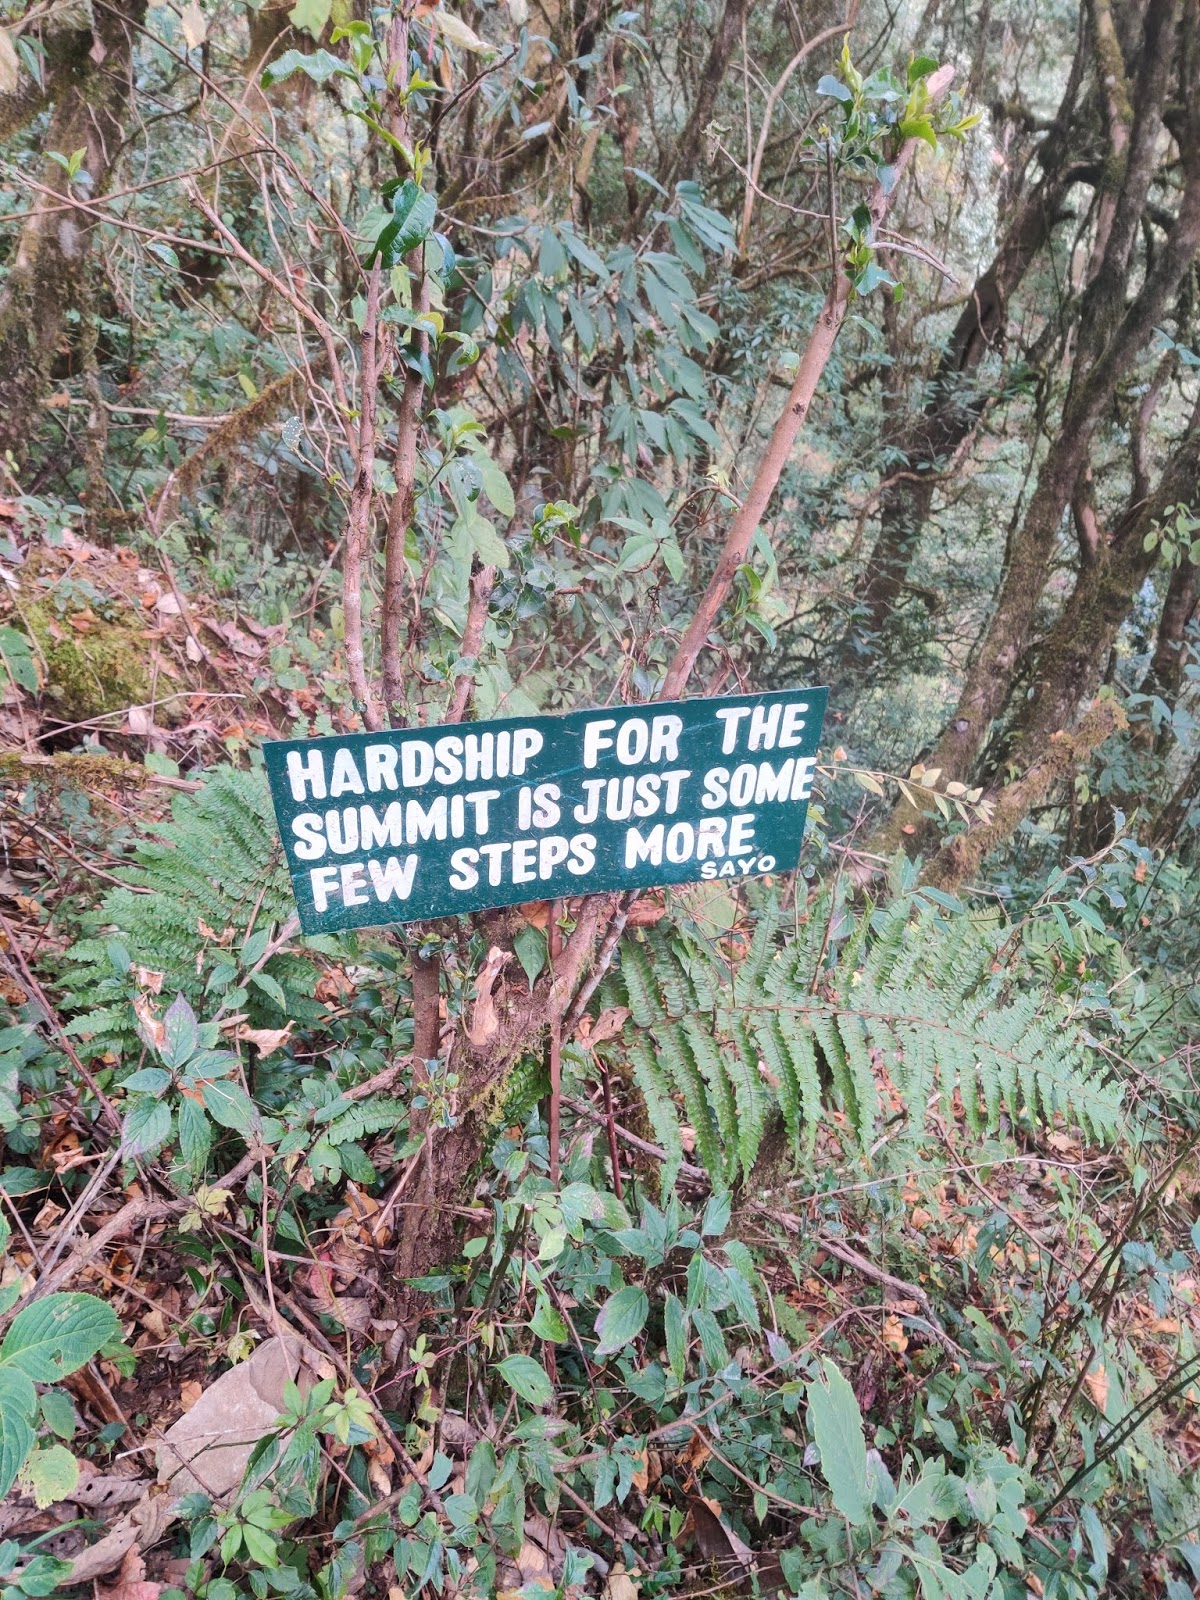 HARDSHIP FOR THE
SUMMIT IS JUST SOME
FEW STEPS MORE
SAYO